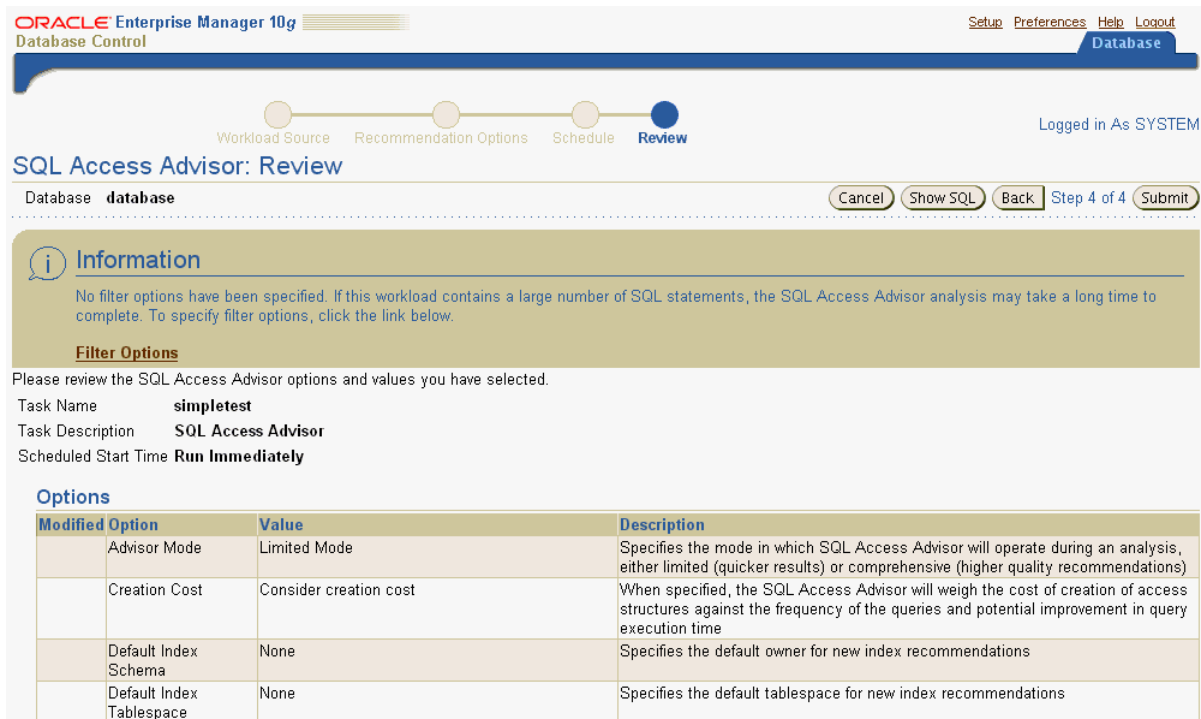 ORACLE Enterprise Manager 10g
Database Control
Setup Preferences Help Logout
Database
Workload Source Recommendation Options Schedule Review
Logged in As SYSTEM
SQL Access Advisor: Review
Database database
Cancel Show SQL Back Step 4 of 4 Submit
i Information
No filter options have been specified. If this workload contains a large number of SQL statements, the SQL Access Advisor analysis may take a long time to
complete. To specify filter options, click the link below.
Filter Options
Please review the SQL Access Advisor options and values you have selected.
Task Name simpletest
Task Description SQL Access Advisor
Scheduled Start Time Run Immediately
Options
Modified Option Value Description
Advisor Mode Limited Mode Specifies the mode in which SQL Access Advisor will operate during an analysis,
either limited (quicker results) or comprehensive (higher quality recommendations)
Creation Cost Consider creation cost When specified, the SQL Access Advisor will weigh the cost of creation of access
structures against the frequency of the queries and potential improvement in query
execution time
Default Index None Specifies the default owner for new index recommendations
Schema
Default Index None Specifies the default tablespace for new index recommendations
Tablespace